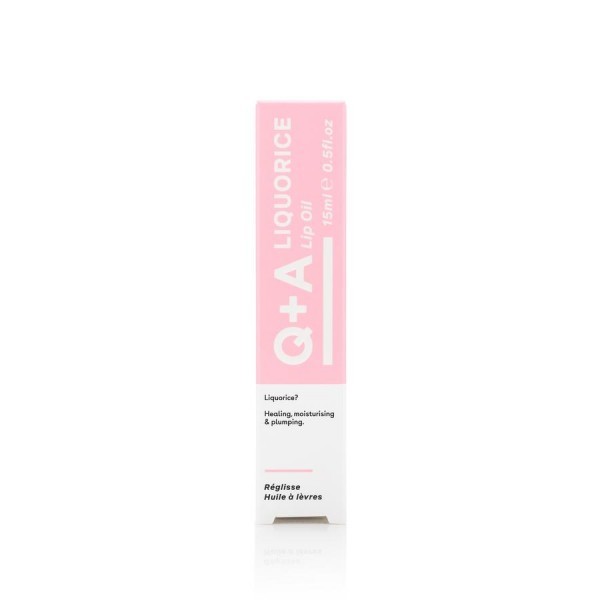 Q+A LIQUORICE
Lip Oil
15ml ℮ 0.5fl.oz
Liquorice?
Healing, moisturising
& plumping.
Réglisse
Huile à lèvres